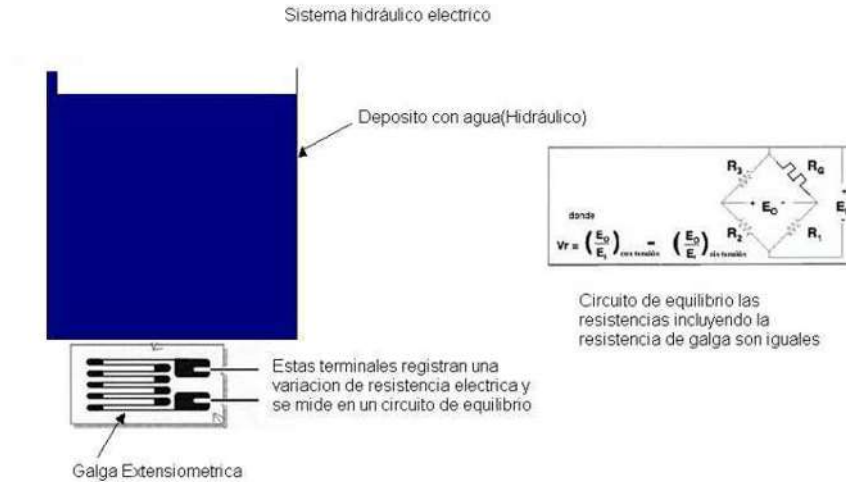 Sistema hidráulico electrico
Deposito con agua(Hidráulico)
R3
RG
+ EO -
R2
R1
donde
Vr = (EO/Ei) con tensión - (EO/Ei) sin tensión
Circuito de equilibrio las
resistencias incluyendo la
resistencia de galga son iguales
Estas terminales registran una
variacion de resistencia electrica y
se mide en un circuito de equilibrio
Galga Extensiometrica